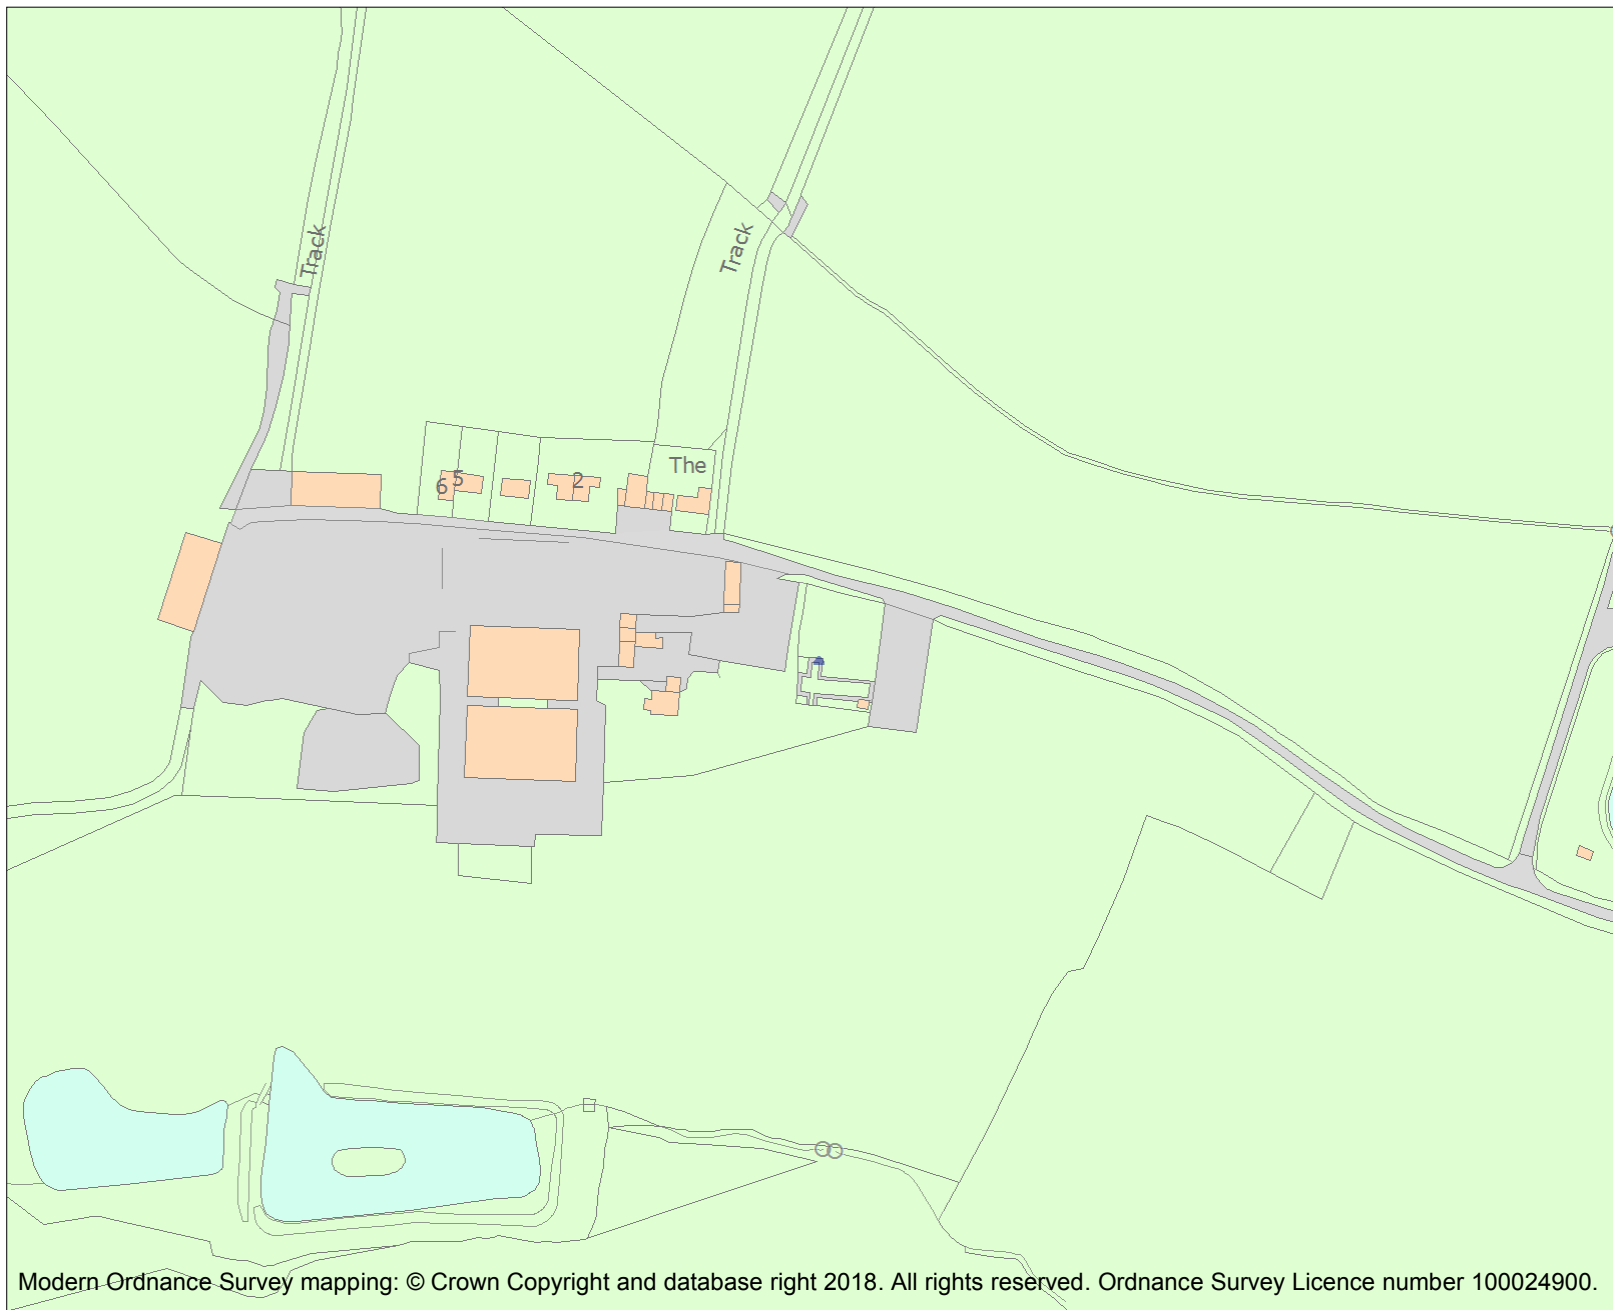 Track
Track
The
6
5
2
Modern Ordnance Survey mapping: © Crown Copyright and database right 2018. All rights reserved. Ordnance Survey Licence number 100024900.